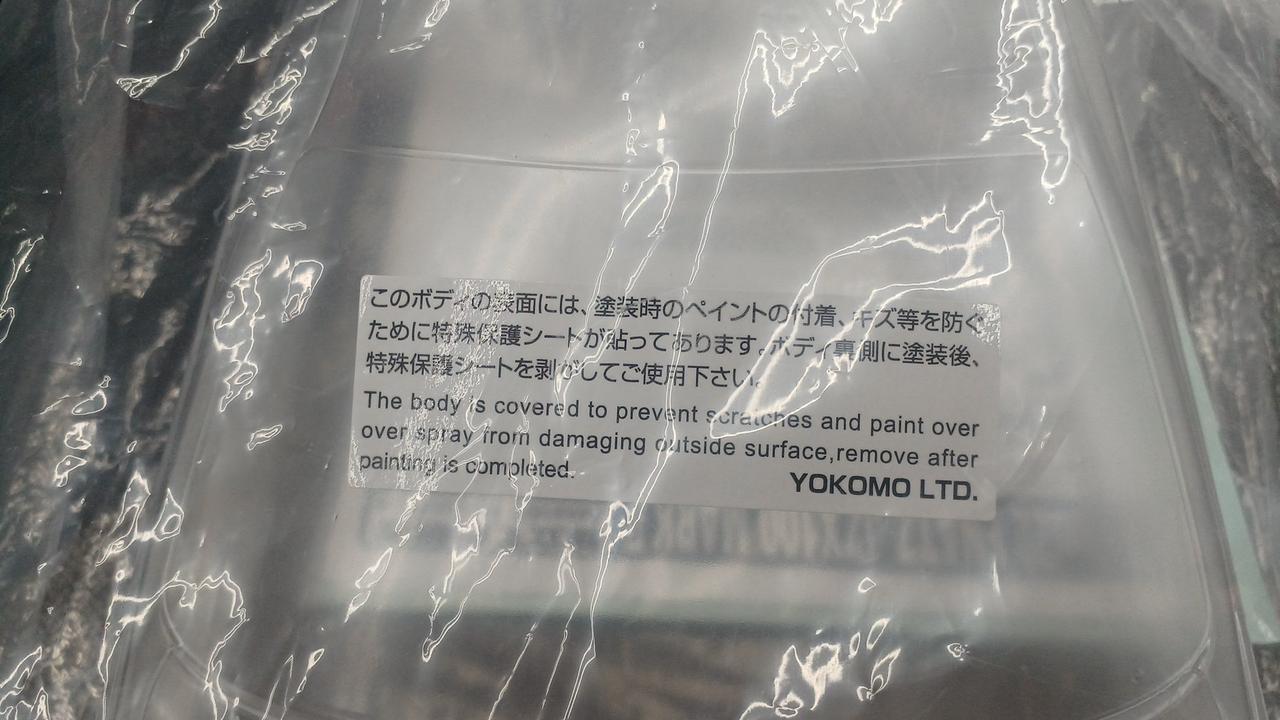 このボディの表面には、塗装時のペイントの付着、キズ等を防ぐ
ために特殊保護シートが貼ってあります。ボディ裏側に塗装後、
特殊保護シートを剥がしてご使用下さい。
The body is covered to prevent scratches and paint over
over spray from damaging outside surface,remove after
painting is completed.
YOKOMO LTD.